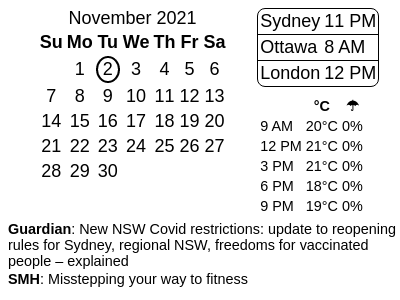 November 2021
Su Mo Tu We Th Fr Sa
1 2 3 4 5 6
7 8 9 10 11 12 13
14 15 16 17 18 19 20
21 22 23 24 25 26 27
28 29 30
Sydney 11 PM
Ottawa 8 AM
London 12 PM
°C ☂
9 AM 20°C 0%
12 PM 21°C 0%
3 PM 21°C 0%
6 PM 18°C 0%
9 PM 19°C 0%
Guardian: New NSW Covid restrictions: update to reopening
rules for Sydney, regional NSW, freedoms for vaccinated
people – explained
SMH: Misstepping your way to fitness